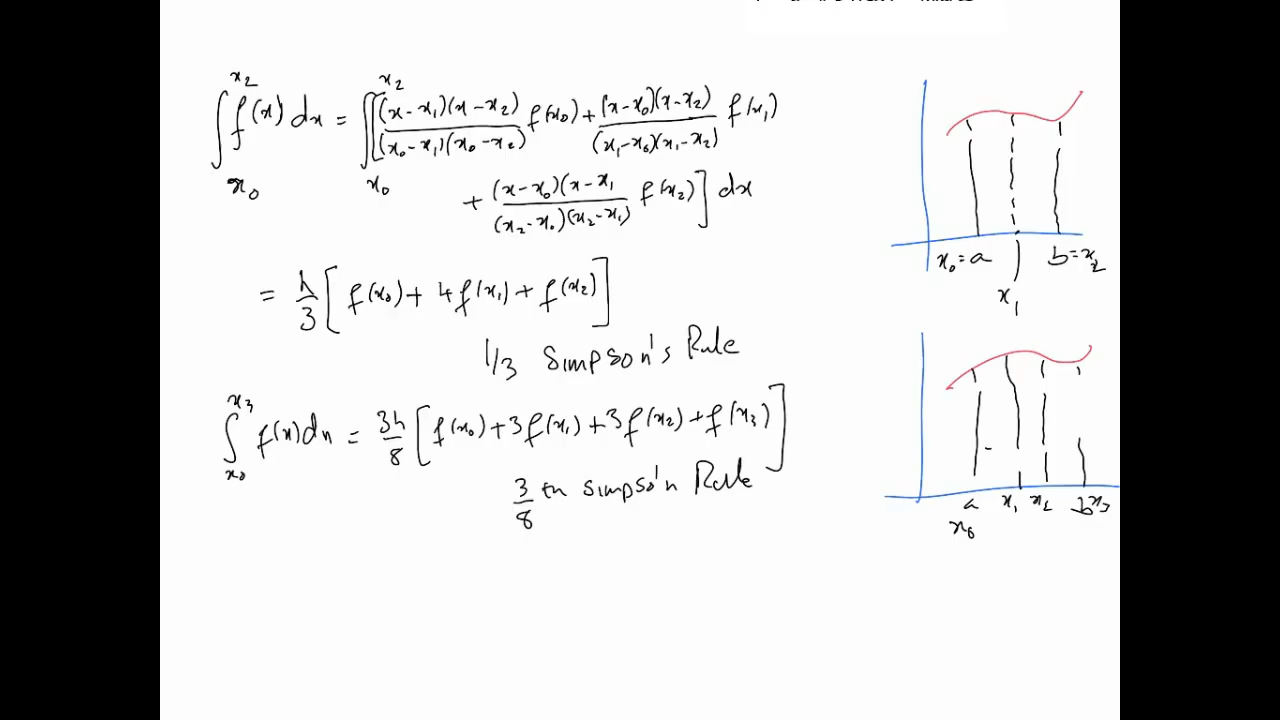 ∫_{x₀}^{x₂} f(x) dx = ∫_{x₀}^{x₂} [ (x-x₁)(x-x₂) / (x₀-x₁)(x₀-x₂) f(x₀) + (x-x₀)(x-x₂) / (x₁-x₀)(x₁-x₂) f(x₁)
+ (x-x₀)(x-x₁ / (x₂-x₀)(x₂-x₁) f(x₂) ] dx
= h/3 [ f(x₀) + 4f(x₁) + f(x₂) ]
1/3 Simpson's Rule
∫_{x₀}^{x₃} f(x) dx = 3h/8 [ f(x₀) + 3f(x₁) + 3f(x₂) + f(x₃) ]
3/8 th Simpso'n Rule
x₀ = a b = x₂
x₁
a x₁ x₂ b x₃
x₀